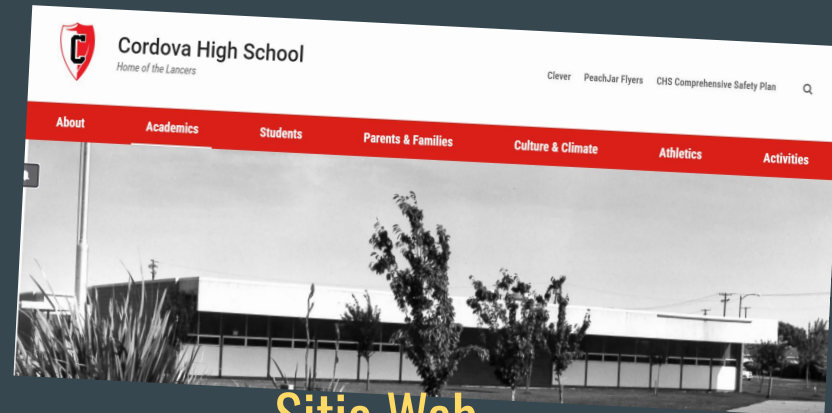 C
Cordova High School
Home of the Lancers
Clever PeachJar Flyers CHS Comprehensive Safety Plan
About Academics Students Parents & Families Culture & Climate Athletics Activities
Sitio Web